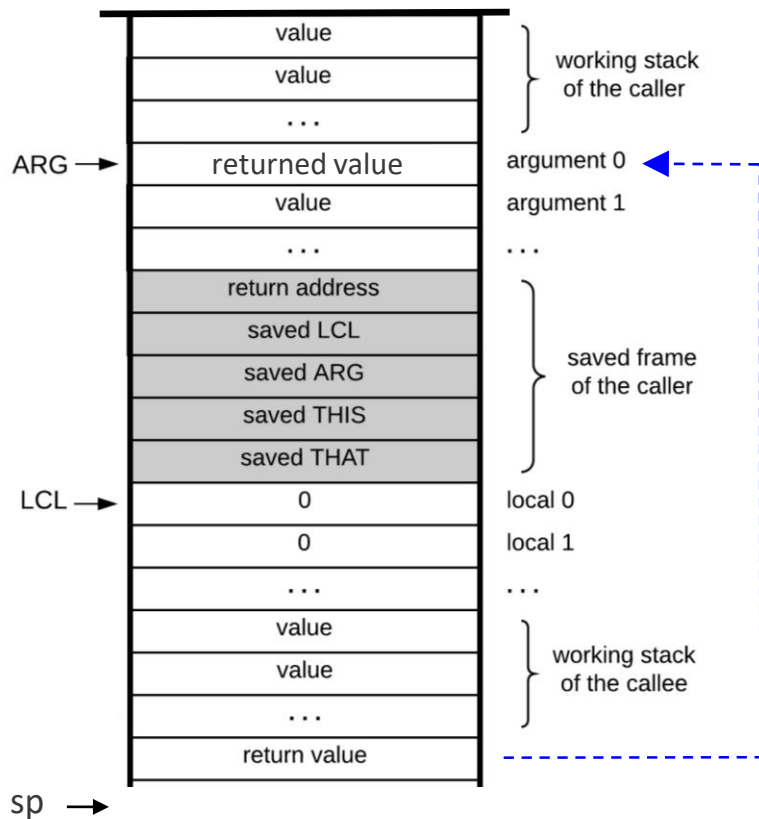 value
value
working stack
of the caller
. . .
ARG
returned value
argument 0
value
argument 1
. . .
. . .
return address
saved LCL
saved ARG
saved frame
of the caller
saved THIS
saved THAT
LCL
0
local 0
0
local 1
. . .
. . .
value
value
working stack
of the callee
. . .
return value
sp